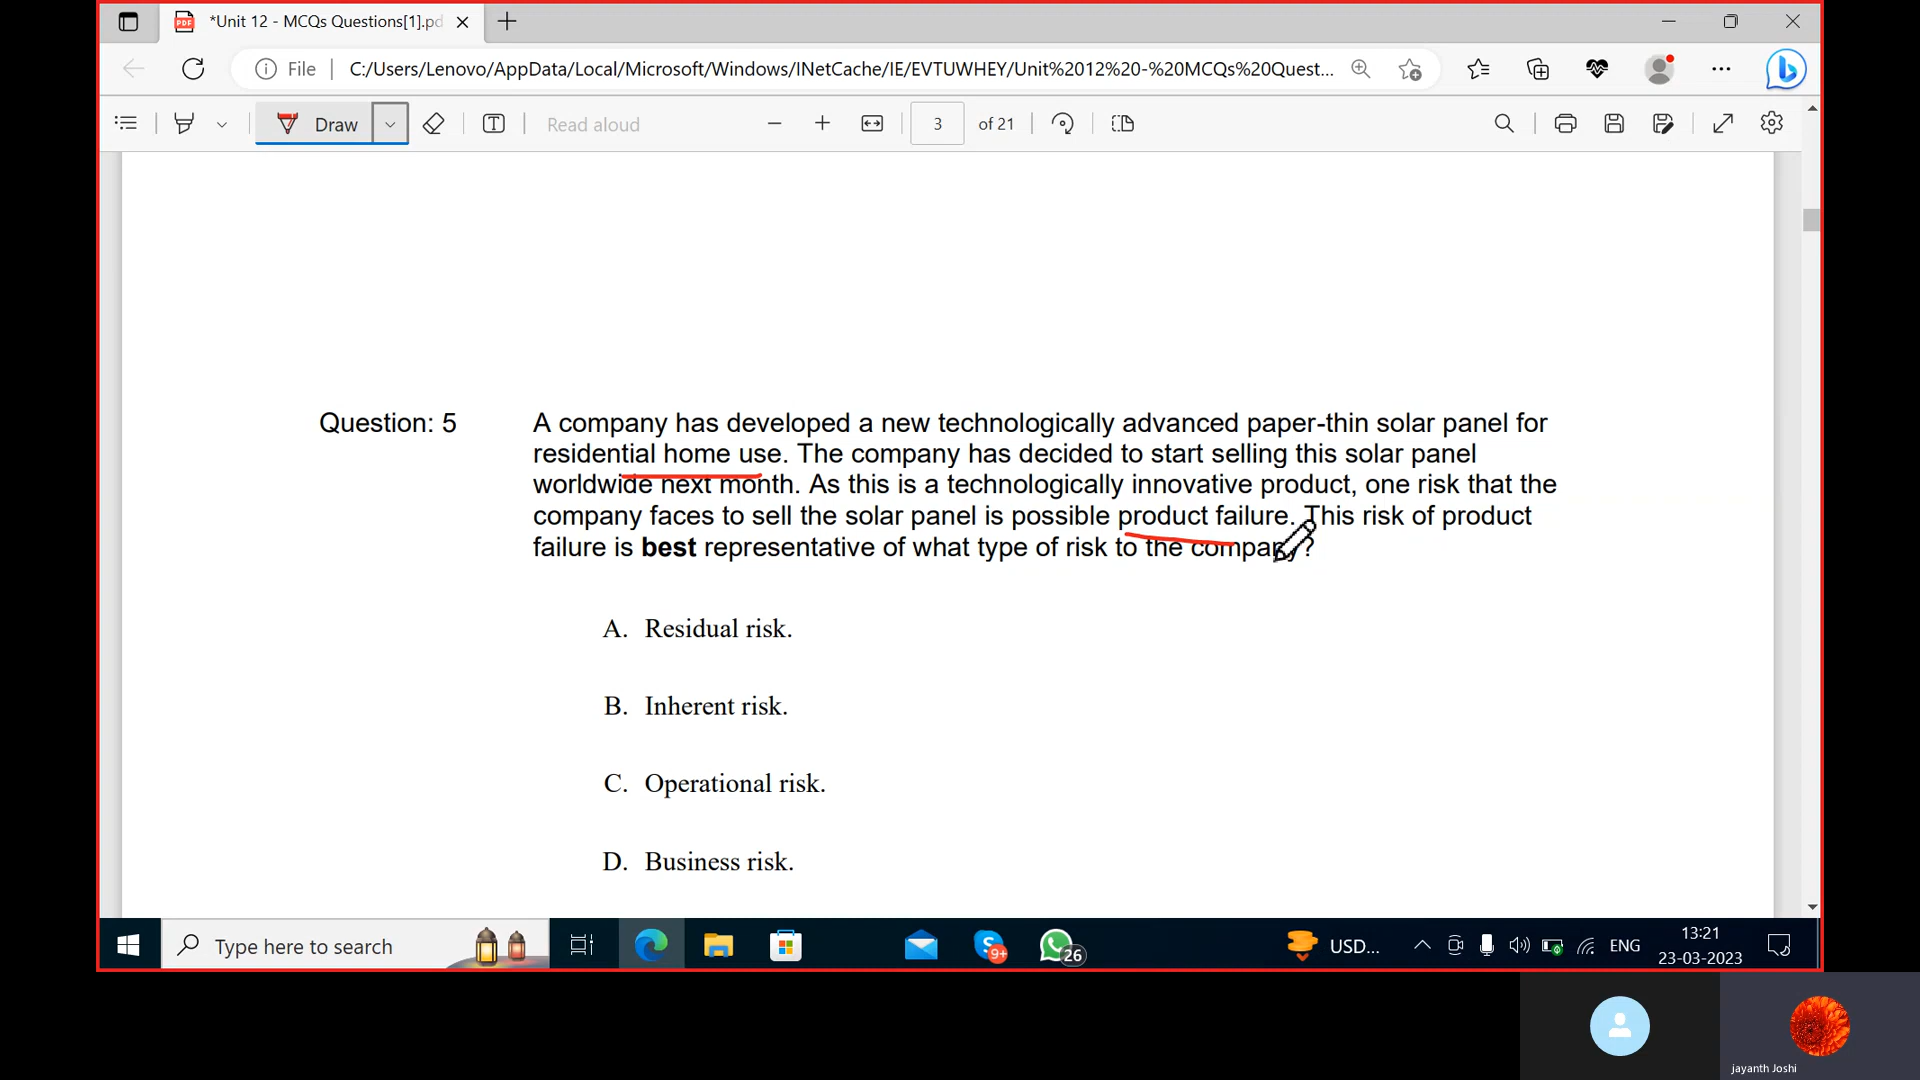 *Unit 12 - MCQs Questions[1].pd
File
C:/Users/Lenovo/AppData/Local/Microsoft/Windows/INetCache/IE/EVTUWHEY/Unit%2012%20-%20MCQs%20Quest...
Draw
Read aloud
3
of 21
Question: 5
A company has developed a new technologically advanced paper-thin solar panel for
residential home use. The company has decided to start selling this solar panel
worldwide next month. As this is a technologically innovative product, one risk that the
company faces to sell the solar panel is possible product failure. This risk of product
failure is best representative of what type of risk to the company?
A. Residual risk.
B. Inherent risk.
C. Operational risk.
D. Business risk.
Type here to search
9+
26
USD...
ENG
13:21
23-03-2023
jayanth Joshi